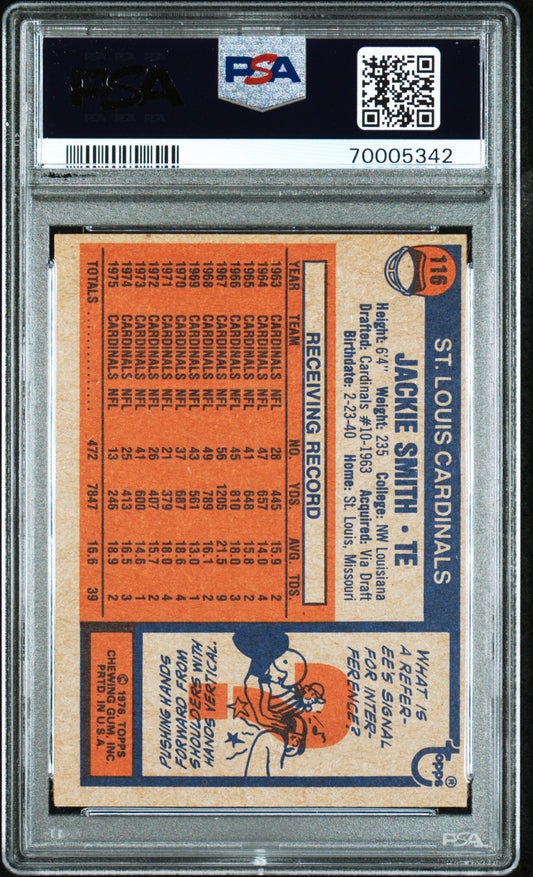 PSA
PSA
70005342
116
ST. LOUIS CARDINALS
JACKIE SMITH • TE
Height: 6'4" Weight: 235 College: NW Louisiana
Drafted: Cardinals #10-1963 Acquired: Via Draft
Birthdate: 2-23-40 Home: St. Louis, Missouri
RECEIVING RECORD
YEAR TEAM NO. YDS. AVG. TDS.
1963 CARDINALS NFL 28 445 15.9 2
1964 CARDINALS NFL 47 657 14.0 4
1965 CARDINALS NFL 41 648 15.8 2
1966 CARDINALS NFL 45 810 18.0 3
1967 CARDINALS NFL 56 1205 21.5 9
1968 CARDINALS NFL 49 789 16.1 2
1969 CARDINALS NFL 43 561 13.0 1
1970 CARDINALS NFL 37 687 18.6 4
1971 CARDINALS NFL 21 379 18.0 4
1972 CARDINALS NFL 26 407 15.7 2
1973 CARDINALS NFL 41 600 14.6 1
1974 CARDINALS NFL 25 413 16.5 3
1975 CARDINALS NFL 13 246 18.9 2
TOTALS . . . . . . . . . . . 472 7847 16.6 39
topps®
WHAT IS
A REFER-
EE'S SIGNAL
FOR INTER-
FERENCE?
PUSHING HANDS
FORWARD FROM
SHOULDERS WITH
HANDS VERTICAL.
© 1976, TOPPS
CHEWING GUM, INC.
PRTD. IN U.S.A.
PSA